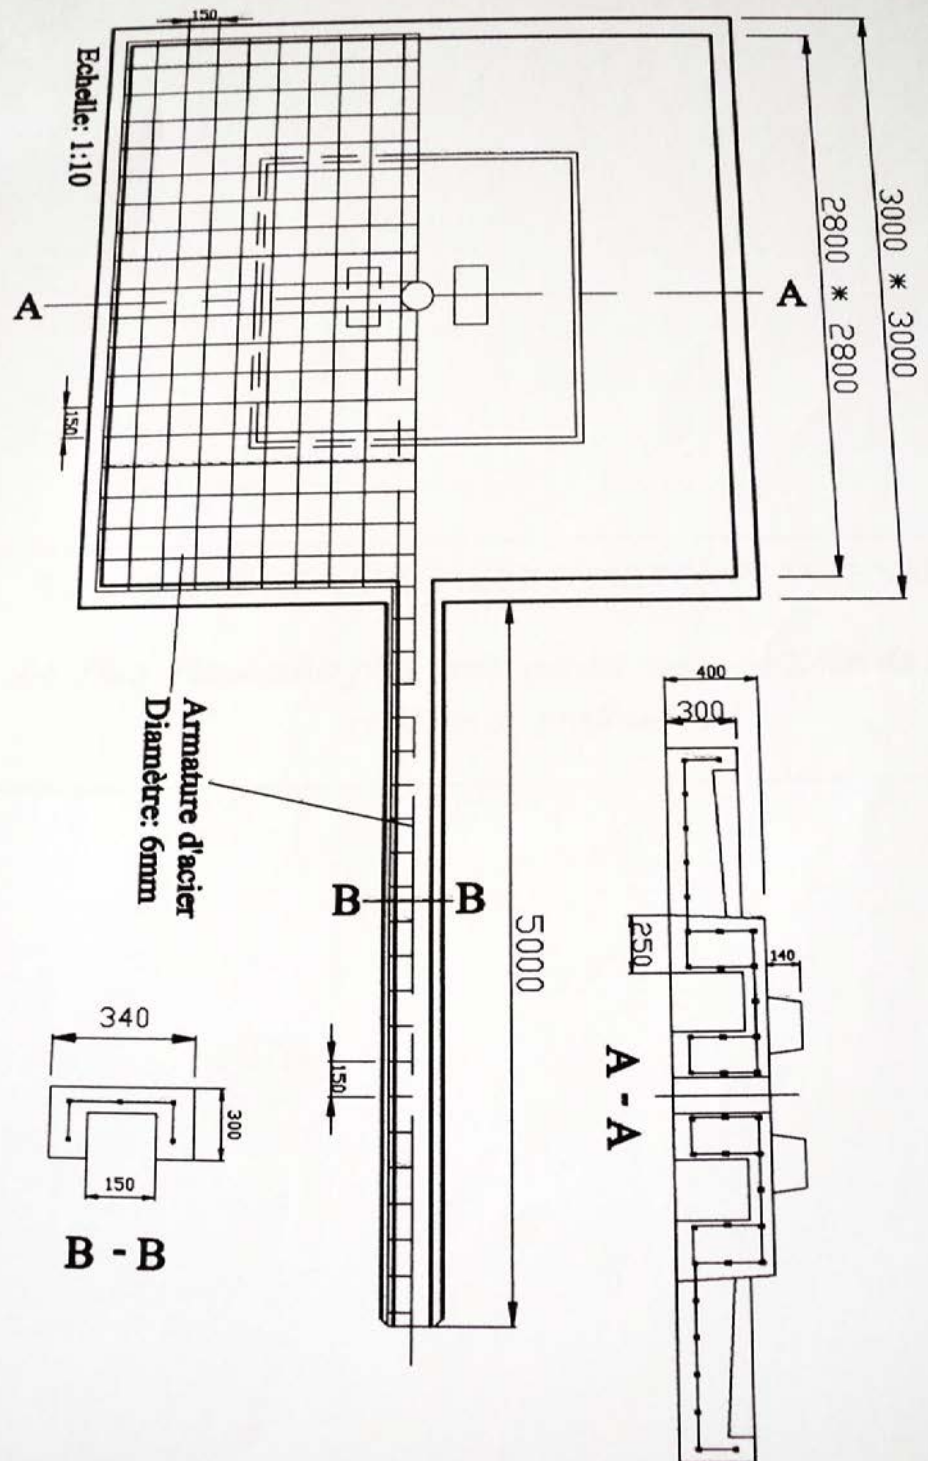 150
Echelle: 1:10
3000 * 3000
2800 * 2800
A
A
150
400
300
250
140
A - A
Armature d'acier
Diamètre: 6mm
B
B
5000
150
340
300
150
B - B